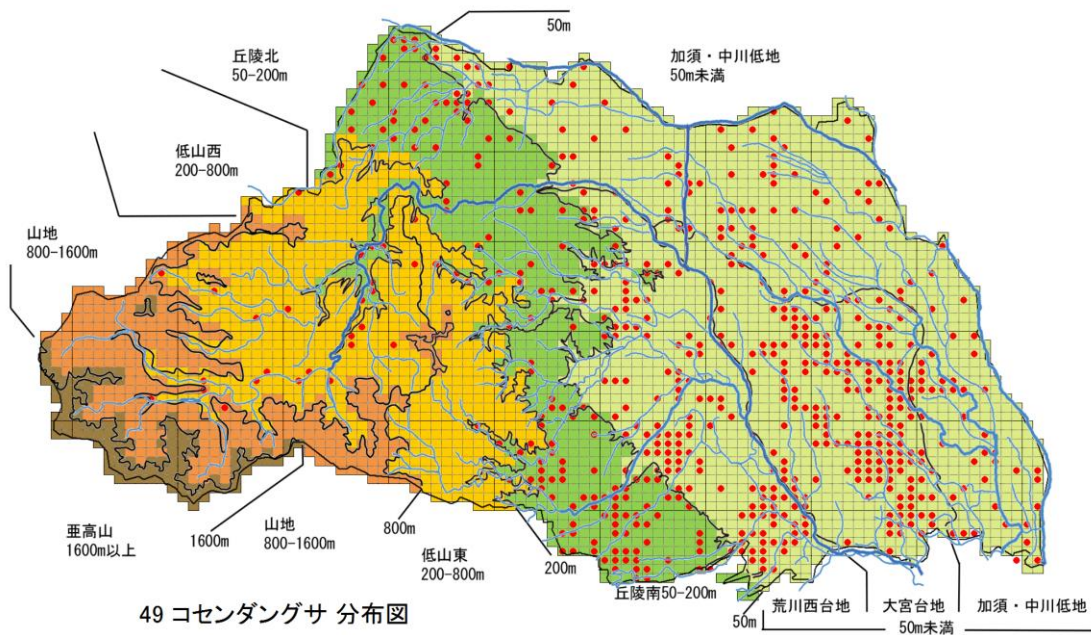 50m
丘陵北
50-200m
加須・中川低地
50m未満
低山西
200-800m
山地
800-1600m
亜高山
1600m以上
1600m
山地
800-1600m
800m
低山東
200-800m
200m
丘陵南50-200m
50m
荒川西台地
大宮台地
加須・中川低地
50m未満
49 コセンダングサ 分布図